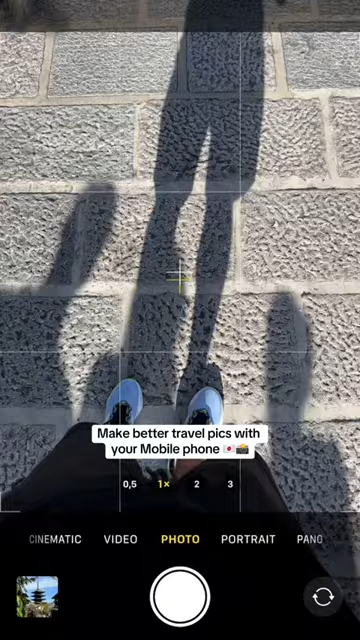 Make better travel pics with
your Mobile phone 🇯🇵📸
0,5 1× 2 3
CINEMATIC VIDEO PHOTO PORTRAIT PANO